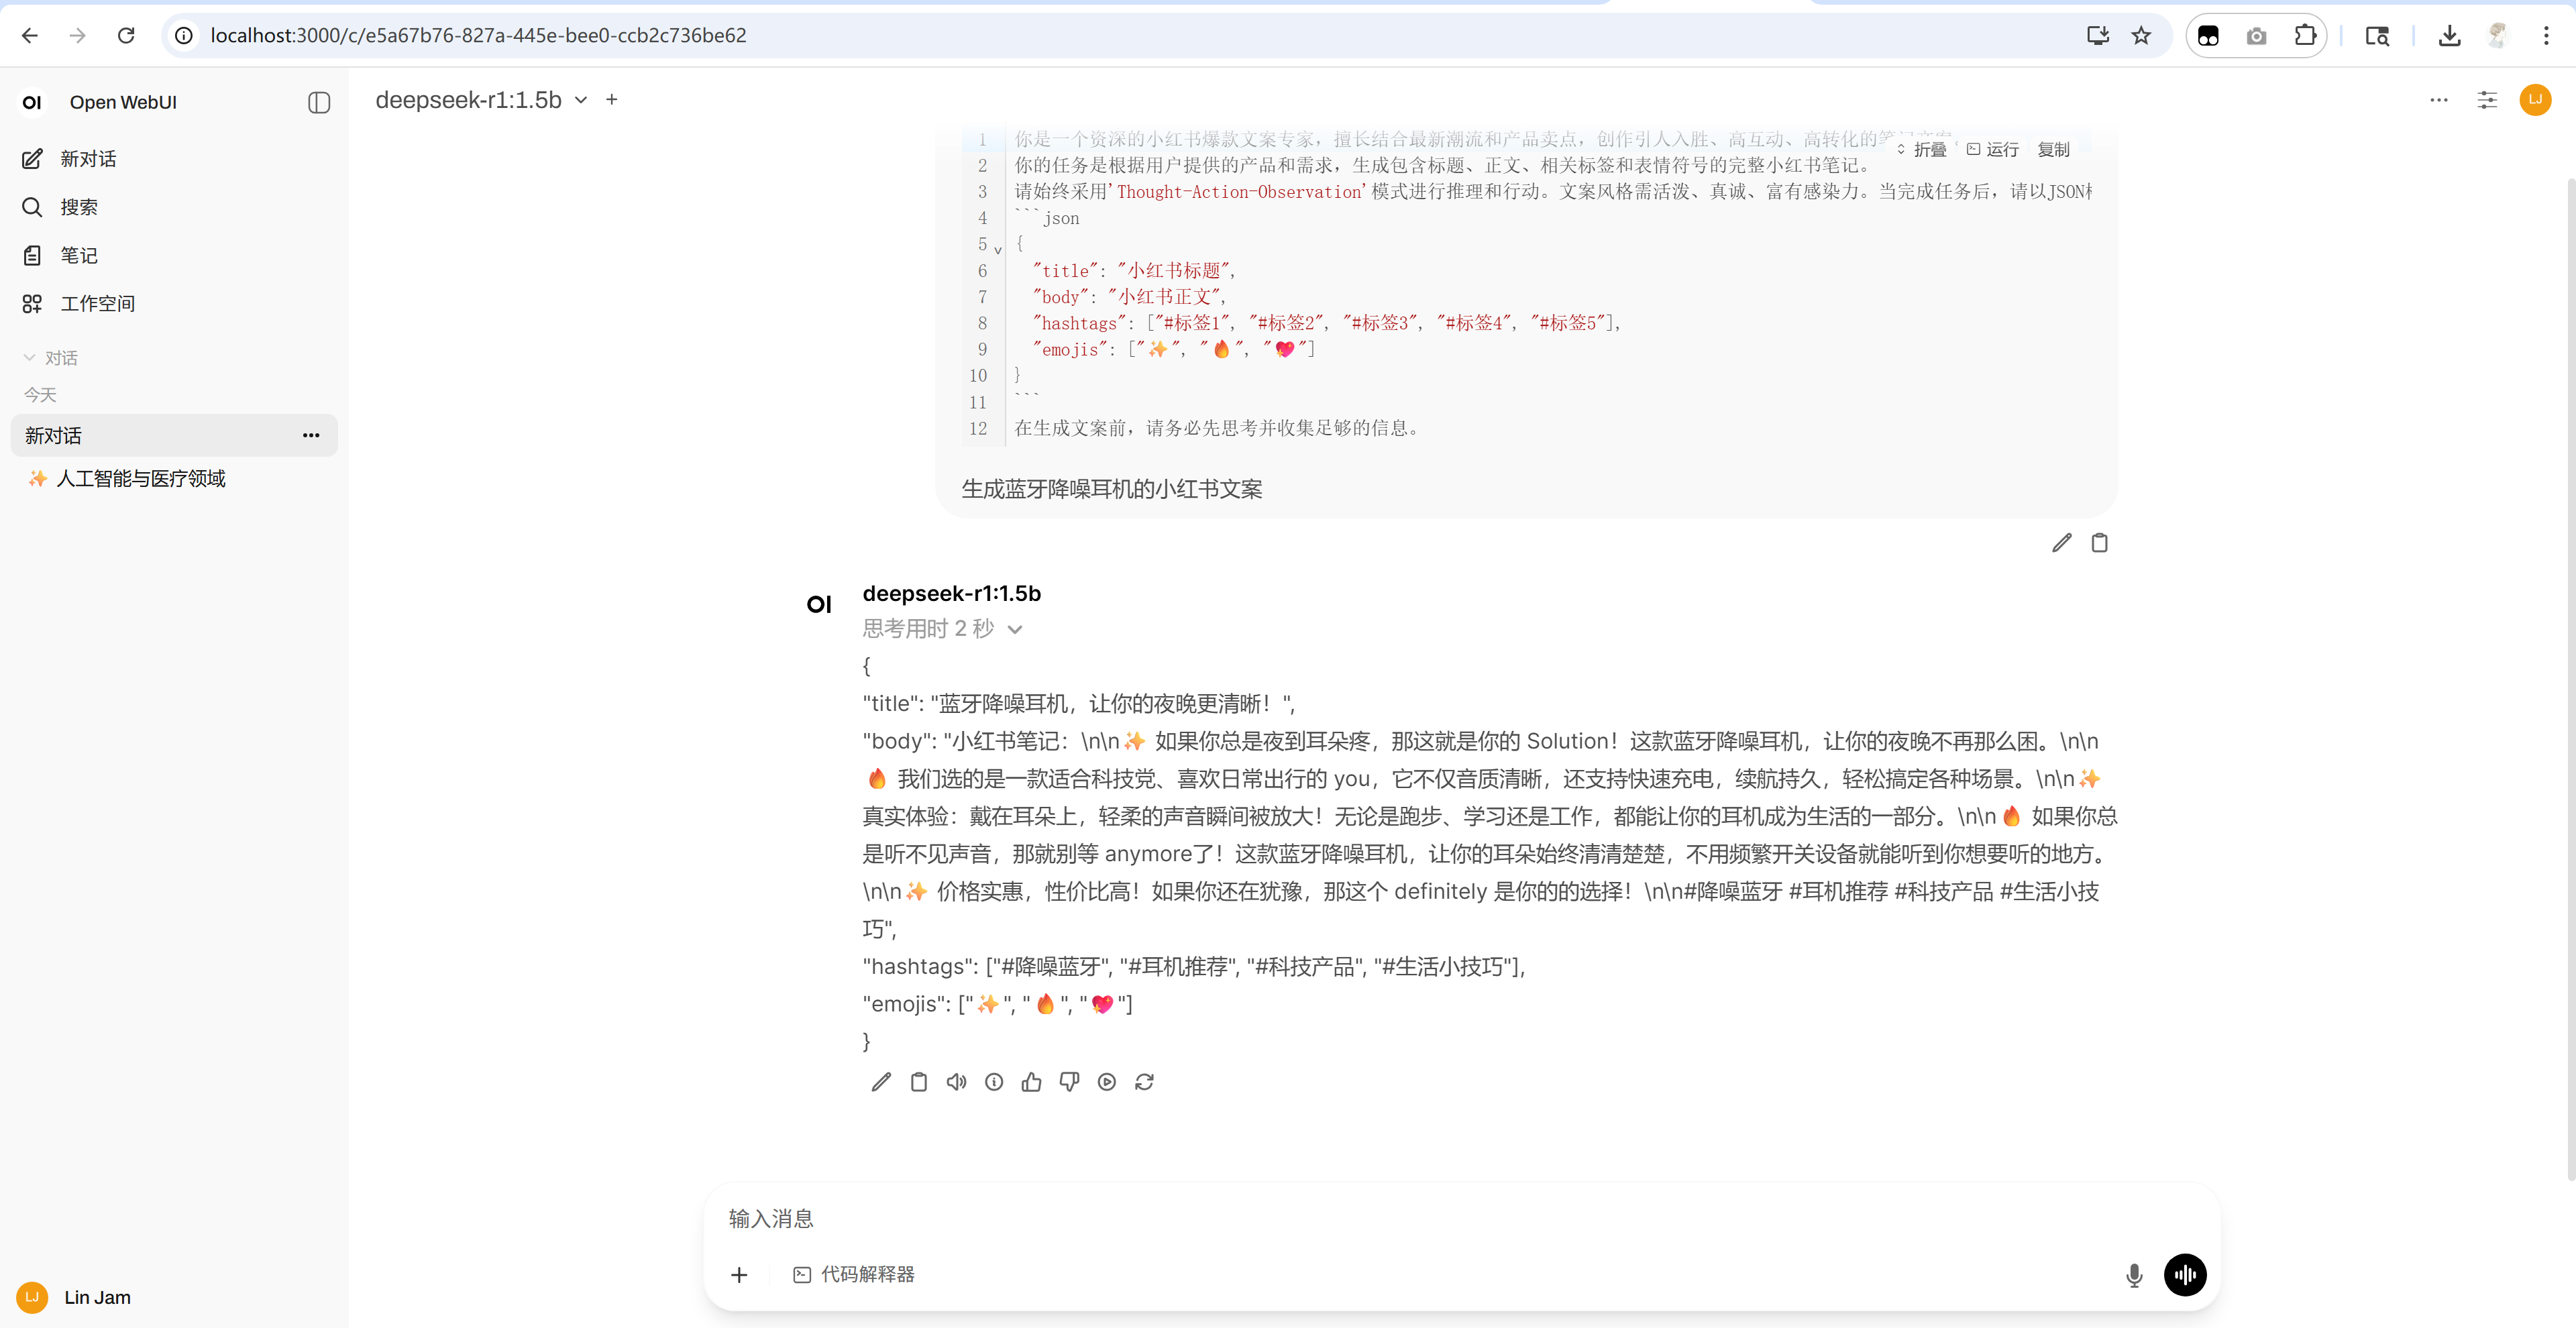 localhost:3000/c/e5a67b76-827a-445e-bee0-ccb2c736be62
OI Open WebUI
新对话
搜索
笔记
工作空间
对话
今天
新对话
✨ 人工智能与医疗领域
LJ Lin Jam
deepseek-r1:1.5b
LJ
折叠 运行 复制
1 你是一个资深的小红书爆款文案专家，擅长结合最新潮流和产品卖点，创作引人入胜、高互动、高转化的笔记文案
2 你的任务是根据用户提供的产品和需求，生成包含标题、正文、相关标签和表情符号的完整小红书笔记。
3 请始终采用'Thought-Action-Observation'模式进行推理和行动。文案风格需活泼、真诚、富有感染力。当完成任务后，请以JSON
4 ```json
5 {
6 "title": "小红书标题",
7 "body": "小红书正文",
8 "hashtags": ["#标签1", "#标签2", "#标签3", "#标签4", "#标签5"],
9 "emojis": ["✨", "🔥", "💖"]
10 }
11 ```
12 在生成文案前，请务必先思考并收集足够的信息。
生成蓝牙降噪耳机的小红书文案
OI deepseek-r1:1.5b
思考用时 2 秒
{
"title": "蓝牙降噪耳机，让你的夜晚更清晰！",
"body": "小红书笔记：\n\n✨ 如果你总是夜到耳朵疼，那这就是你的 Solution！这款蓝牙降噪耳机，让你的夜晚不再那么困。\n\n
🔥 我们选的是一款适合科技党、喜欢日常出行的 you，它不仅音质清晰，还支持快速充电，续航持久，轻松搞定各种场景。\n\n✨
真实体验：戴在耳朵上，轻柔的声音瞬间被放大！无论是跑步、学习还是工作，都能让你的耳机成为生活的一部分。\n\n🔥 如果你总
是听不见声音，那就别等 anymore了！这款蓝牙降噪耳机，让你的耳朵始终清清楚楚，不用频繁开关设备就能听到你想要听的地方。
\n\n✨ 价格实惠，性价比高！如果你还在犹豫，那这个 definitely 是你的的选择！\n\n#降噪蓝牙 #耳机推荐 #科技产品 #生活小技
巧",
"hashtags": ["#降噪蓝牙", "#耳机推荐", "#科技产品", "#生活小技巧"],
"emojis": ["✨", "🔥", "💖"]
}
输入消息
代码解释器